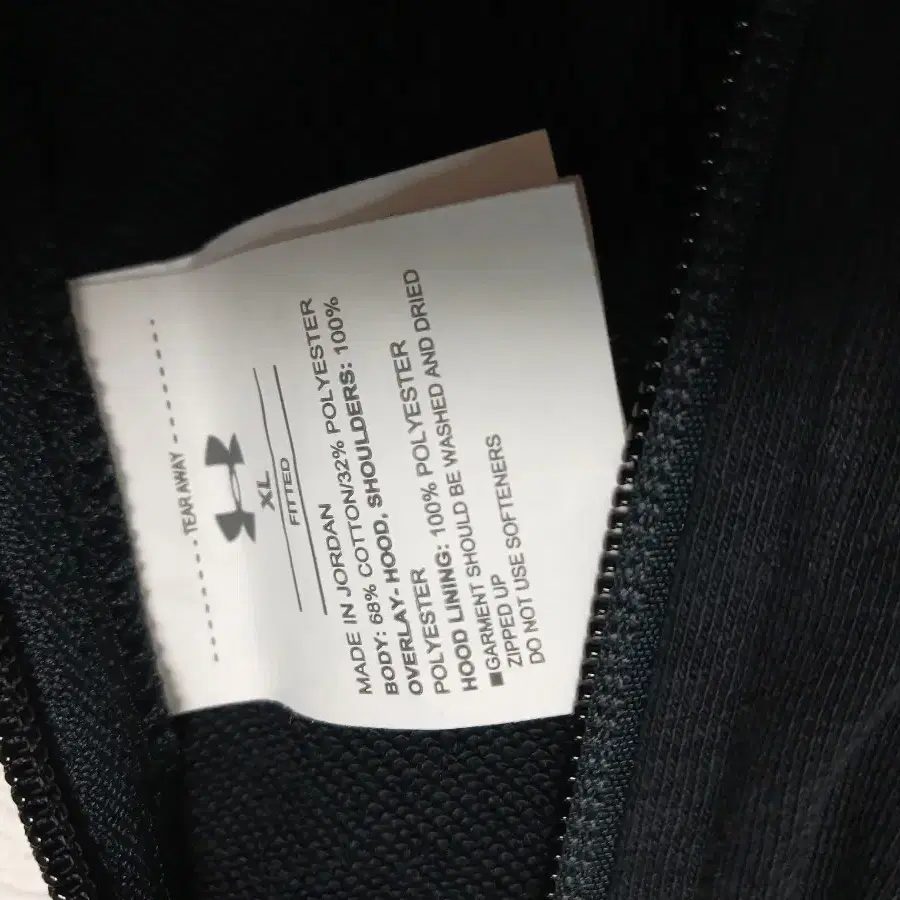 TEAR AWAY
XL
FITTED
MADE IN JORDAN
BODY: 68% COTTON/32% POLYESTER
OVERLAY- HOOD, SHOULDERS: 100%
POLYESTER
HOOD LINING: 100% POLYESTER
■GARMENT SHOULD BE WASHED AND DRIED
ZIPPED UP
DO NOT USE SOFTENERS